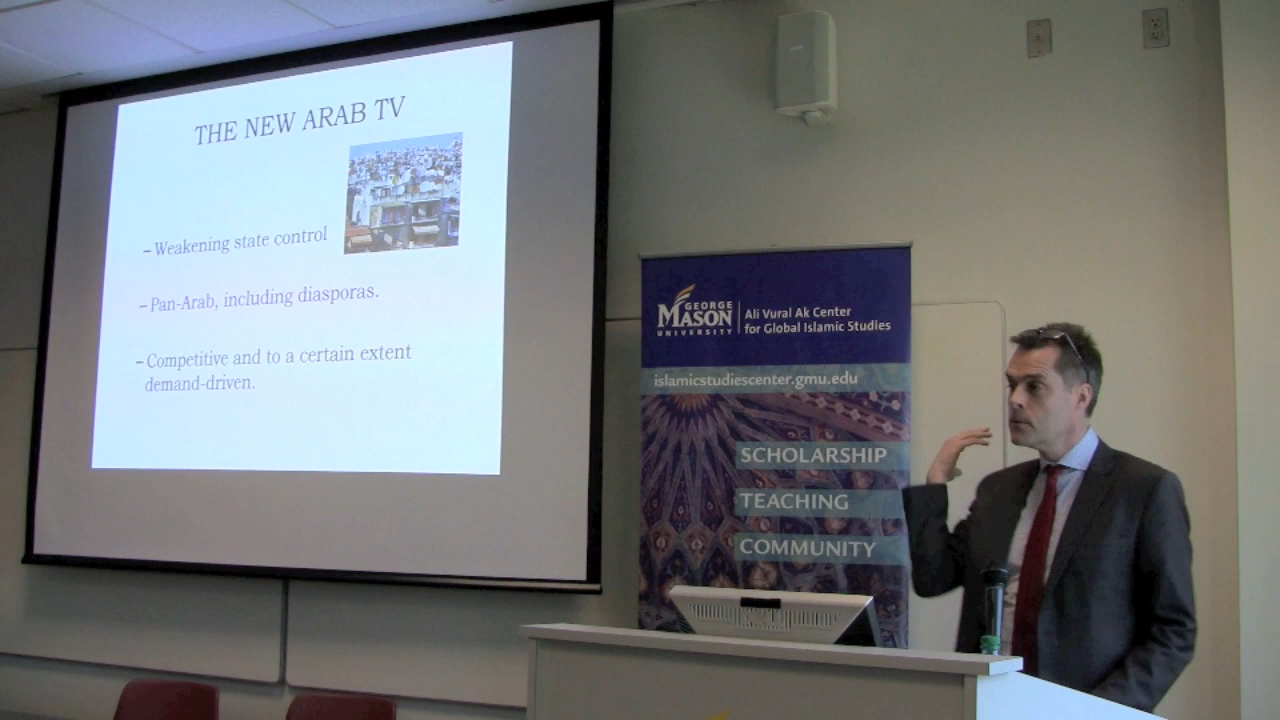 THE NEW ARAB TV
– Weakening state control
– Pan-Arab, including diasporas.
– Competitive and to a certain extent
demand-driven.
GEORGE
MASON
UNIVERSITY
Ali Vural Ak Center
for Global Islamic Studies
islamicstudiescenter.gmu.edu
SCHOLARSHIP
TEACHING
COMMUNITY